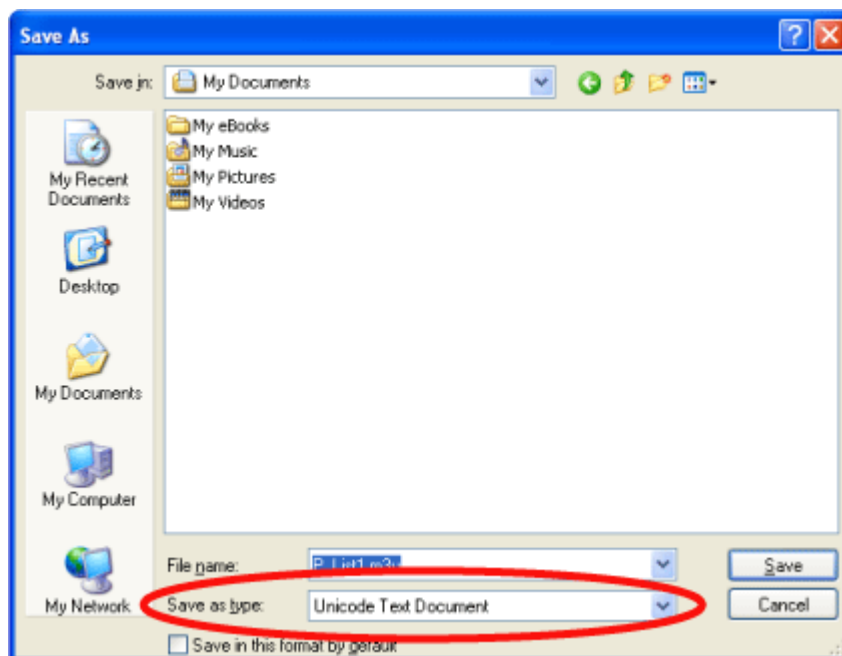 Save As
Save in:
My Documents
My eBooks
My Music
My Pictures
My Videos
My Recent
Documents
Desktop
My Documents
My Computer
My Network
File name:
P_List1.m3u
Save
Save as type:
Unicode Text Document
Cancel
Save in this format by default